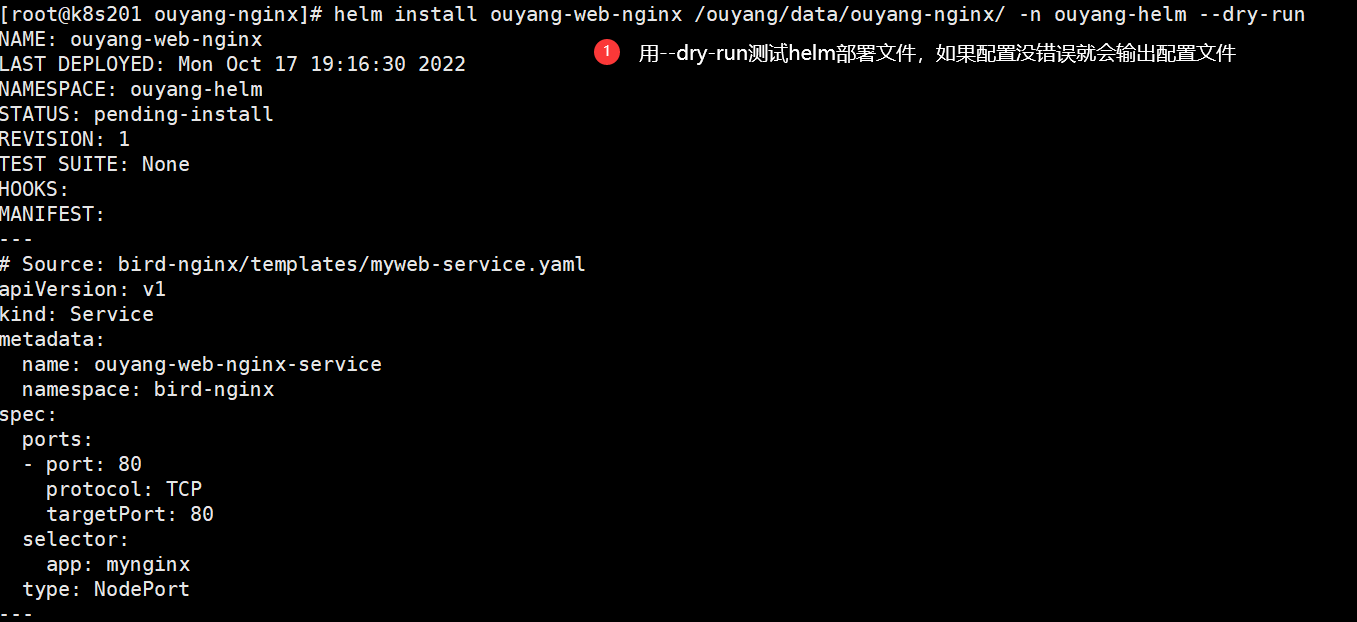 [root@k8s201 ouyang-nginx]# helm install ouyang-web-nginx /ouyang/data/ouyang-nginx/ -n ouyang-helm --dry-run
NAME: ouyang-web-nginx
1 用--dry-run测试helm部署文件，如果配置没错误就会输出配置文件
LAST DEPLOYED: Mon Oct 17 19:16:30 2022
NAMESPACE: ouyang-helm
STATUS: pending-install
REVISION: 1
TEST SUITE: None
HOOKS:
MANIFEST:
---
# Source: bird-nginx/templates/myweb-service.yaml
apiVersion: v1
kind: Service
metadata:
  name: ouyang-web-nginx-service
  namespace: bird-nginx
spec:
  ports:
  - port: 80
    protocol: TCP
    targetPort: 80
  selector:
    app: mynginx
  type: NodePort
---